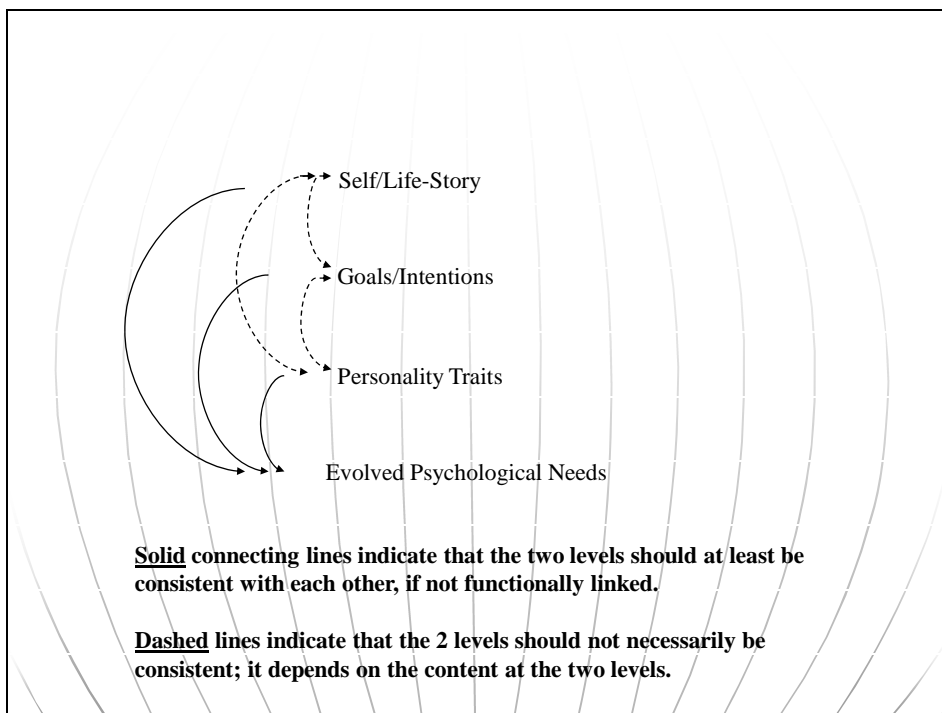 Self/Life-Story
Goals/Intentions
Personality Traits
Evolved Psychological Needs
Solid connecting lines indicate that the two levels should at least be
consistent with each other, if not functionally linked.
Dashed lines indicate that the 2 levels should not necessarily be
consistent; it depends on the content at the two levels.